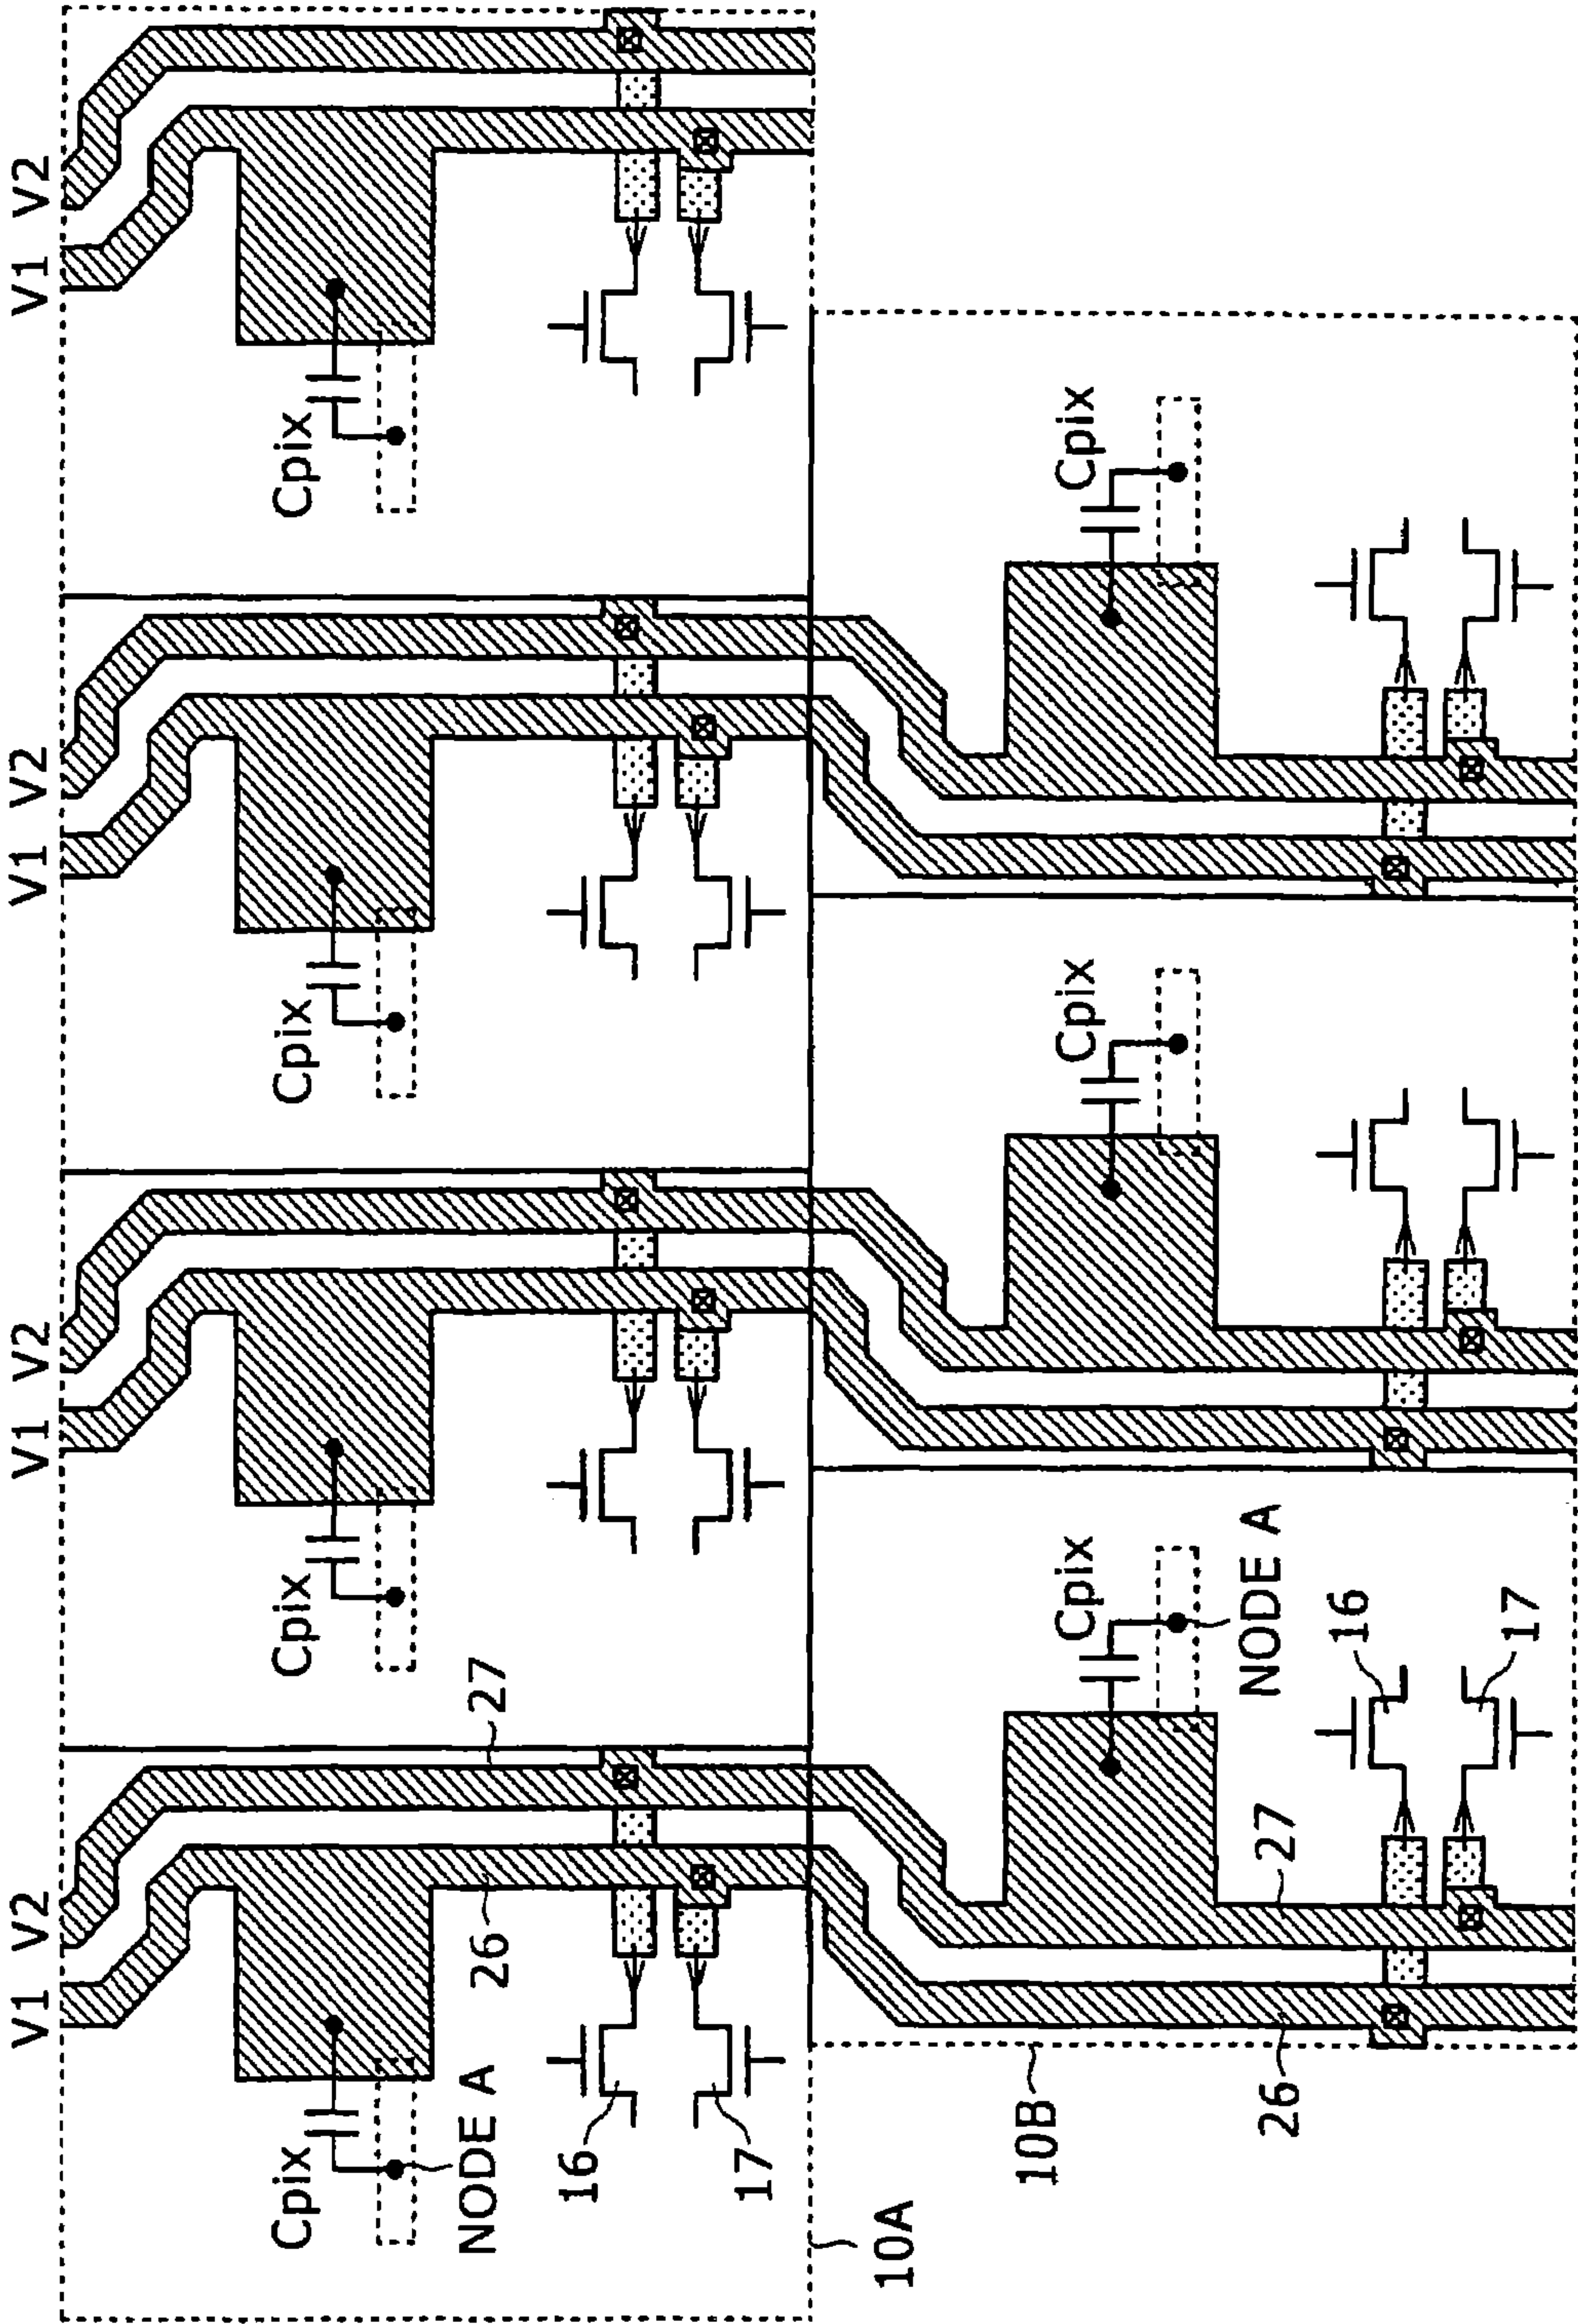 V1 V2 V1 V2 V1 V2 V1 V2
Cpix Cpix Cpix Cpix
NODE A 26 27
16
17
10A
10B
Cpix Cpix Cpix
26 27 NODE A
16
17